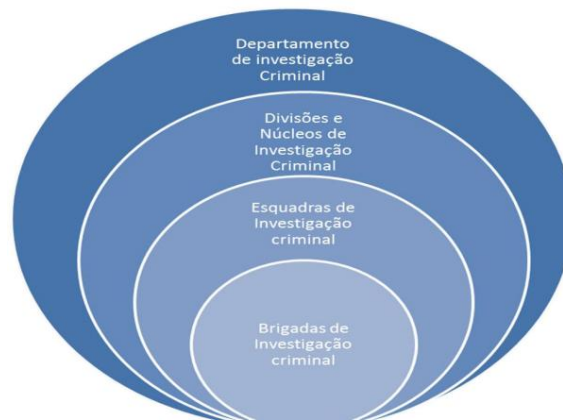 Departamento
de investigação
Criminal
Divisões e
Núcleos de
Investigação
Criminal
Esquadras de
Investigação
criminal
Brigadas de
Investigação
criminal